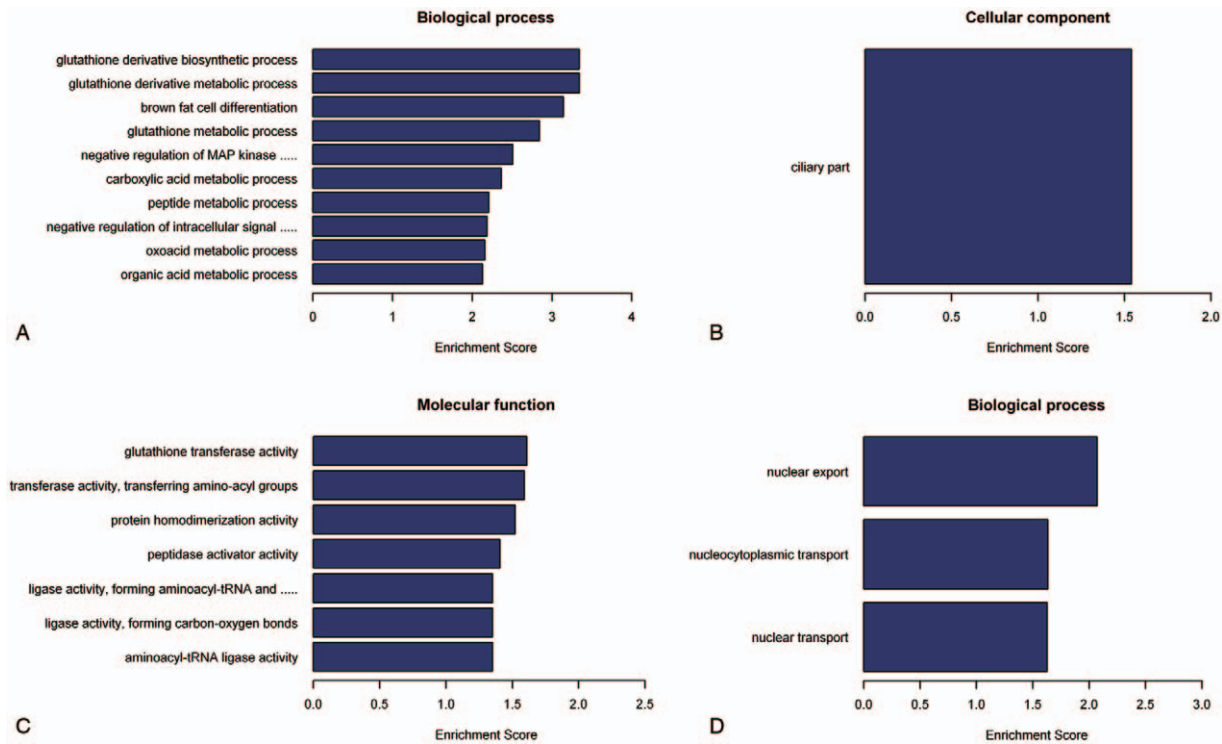 Biological process
glutathione derivative biosynthetic process
glutathione derivative metabolic process
brown fat cell differentiation
glutathione metabolic process
negative regulation of MAP kinase .....
carboxylic acid metabolic process
peptide metabolic process
negative regulation of intracellular signal .....
oxoacid metabolic process
organic acid metabolic process
0 1 2 3 4
A
Enrichment Score
Cellular component
ciliary part
0.0 0.5 1.0 1.5 2.0
B
Enrichment Score
Molecular function
glutathione transferase activity
transferase activity, transferring amino-acyl groups
protein homodimerization activity
peptidase activator activity
ligase activity, forming aminoacyl-tRNA and .....
ligase activity, forming carbon-oxygen bonds
aminoacyl-tRNA ligase activity
0.0 0.5 1.0 1.5 2.0 2.5
C
Enrichment Score
Biological process
nuclear export
nucleocytoplasmic transport
nuclear transport
0.0 0.5 1.0 1.5 2.0 2.5 3.0
D
Enrichment Score